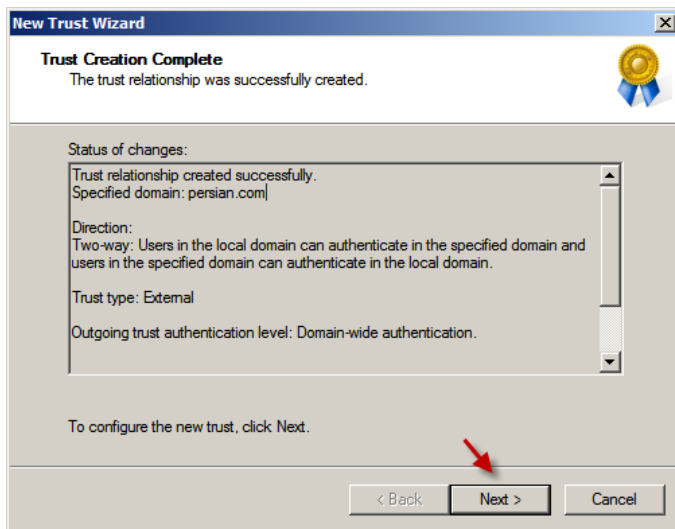 New Trust Wizard
Trust Creation Complete
The trust relationship was successfully created.
Status of changes:
Trust relationship created successfully.
Specified domain: persian.com
Direction:
Two-way: Users in the local domain can authenticate in the specified domain and
users in the specified domain can authenticate in the local domain.
Trust type: External
Outgoing trust authentication level: Domain-wide authentication.
To configure the new trust, click Next.
< Back
Next >
Cancel